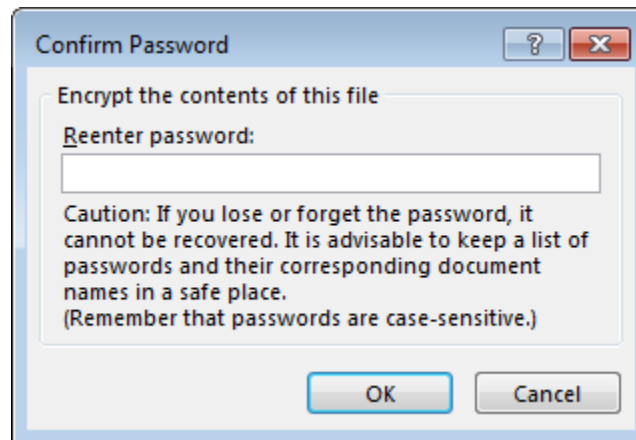 Confirm Password
Encrypt the contents of this file
Reenter password:
Caution: If you lose or forget the password, it
cannot be recovered. It is advisable to keep a list of
passwords and their corresponding document
names in a safe place.
(Remember that passwords are case-sensitive.)
OK
Cancel